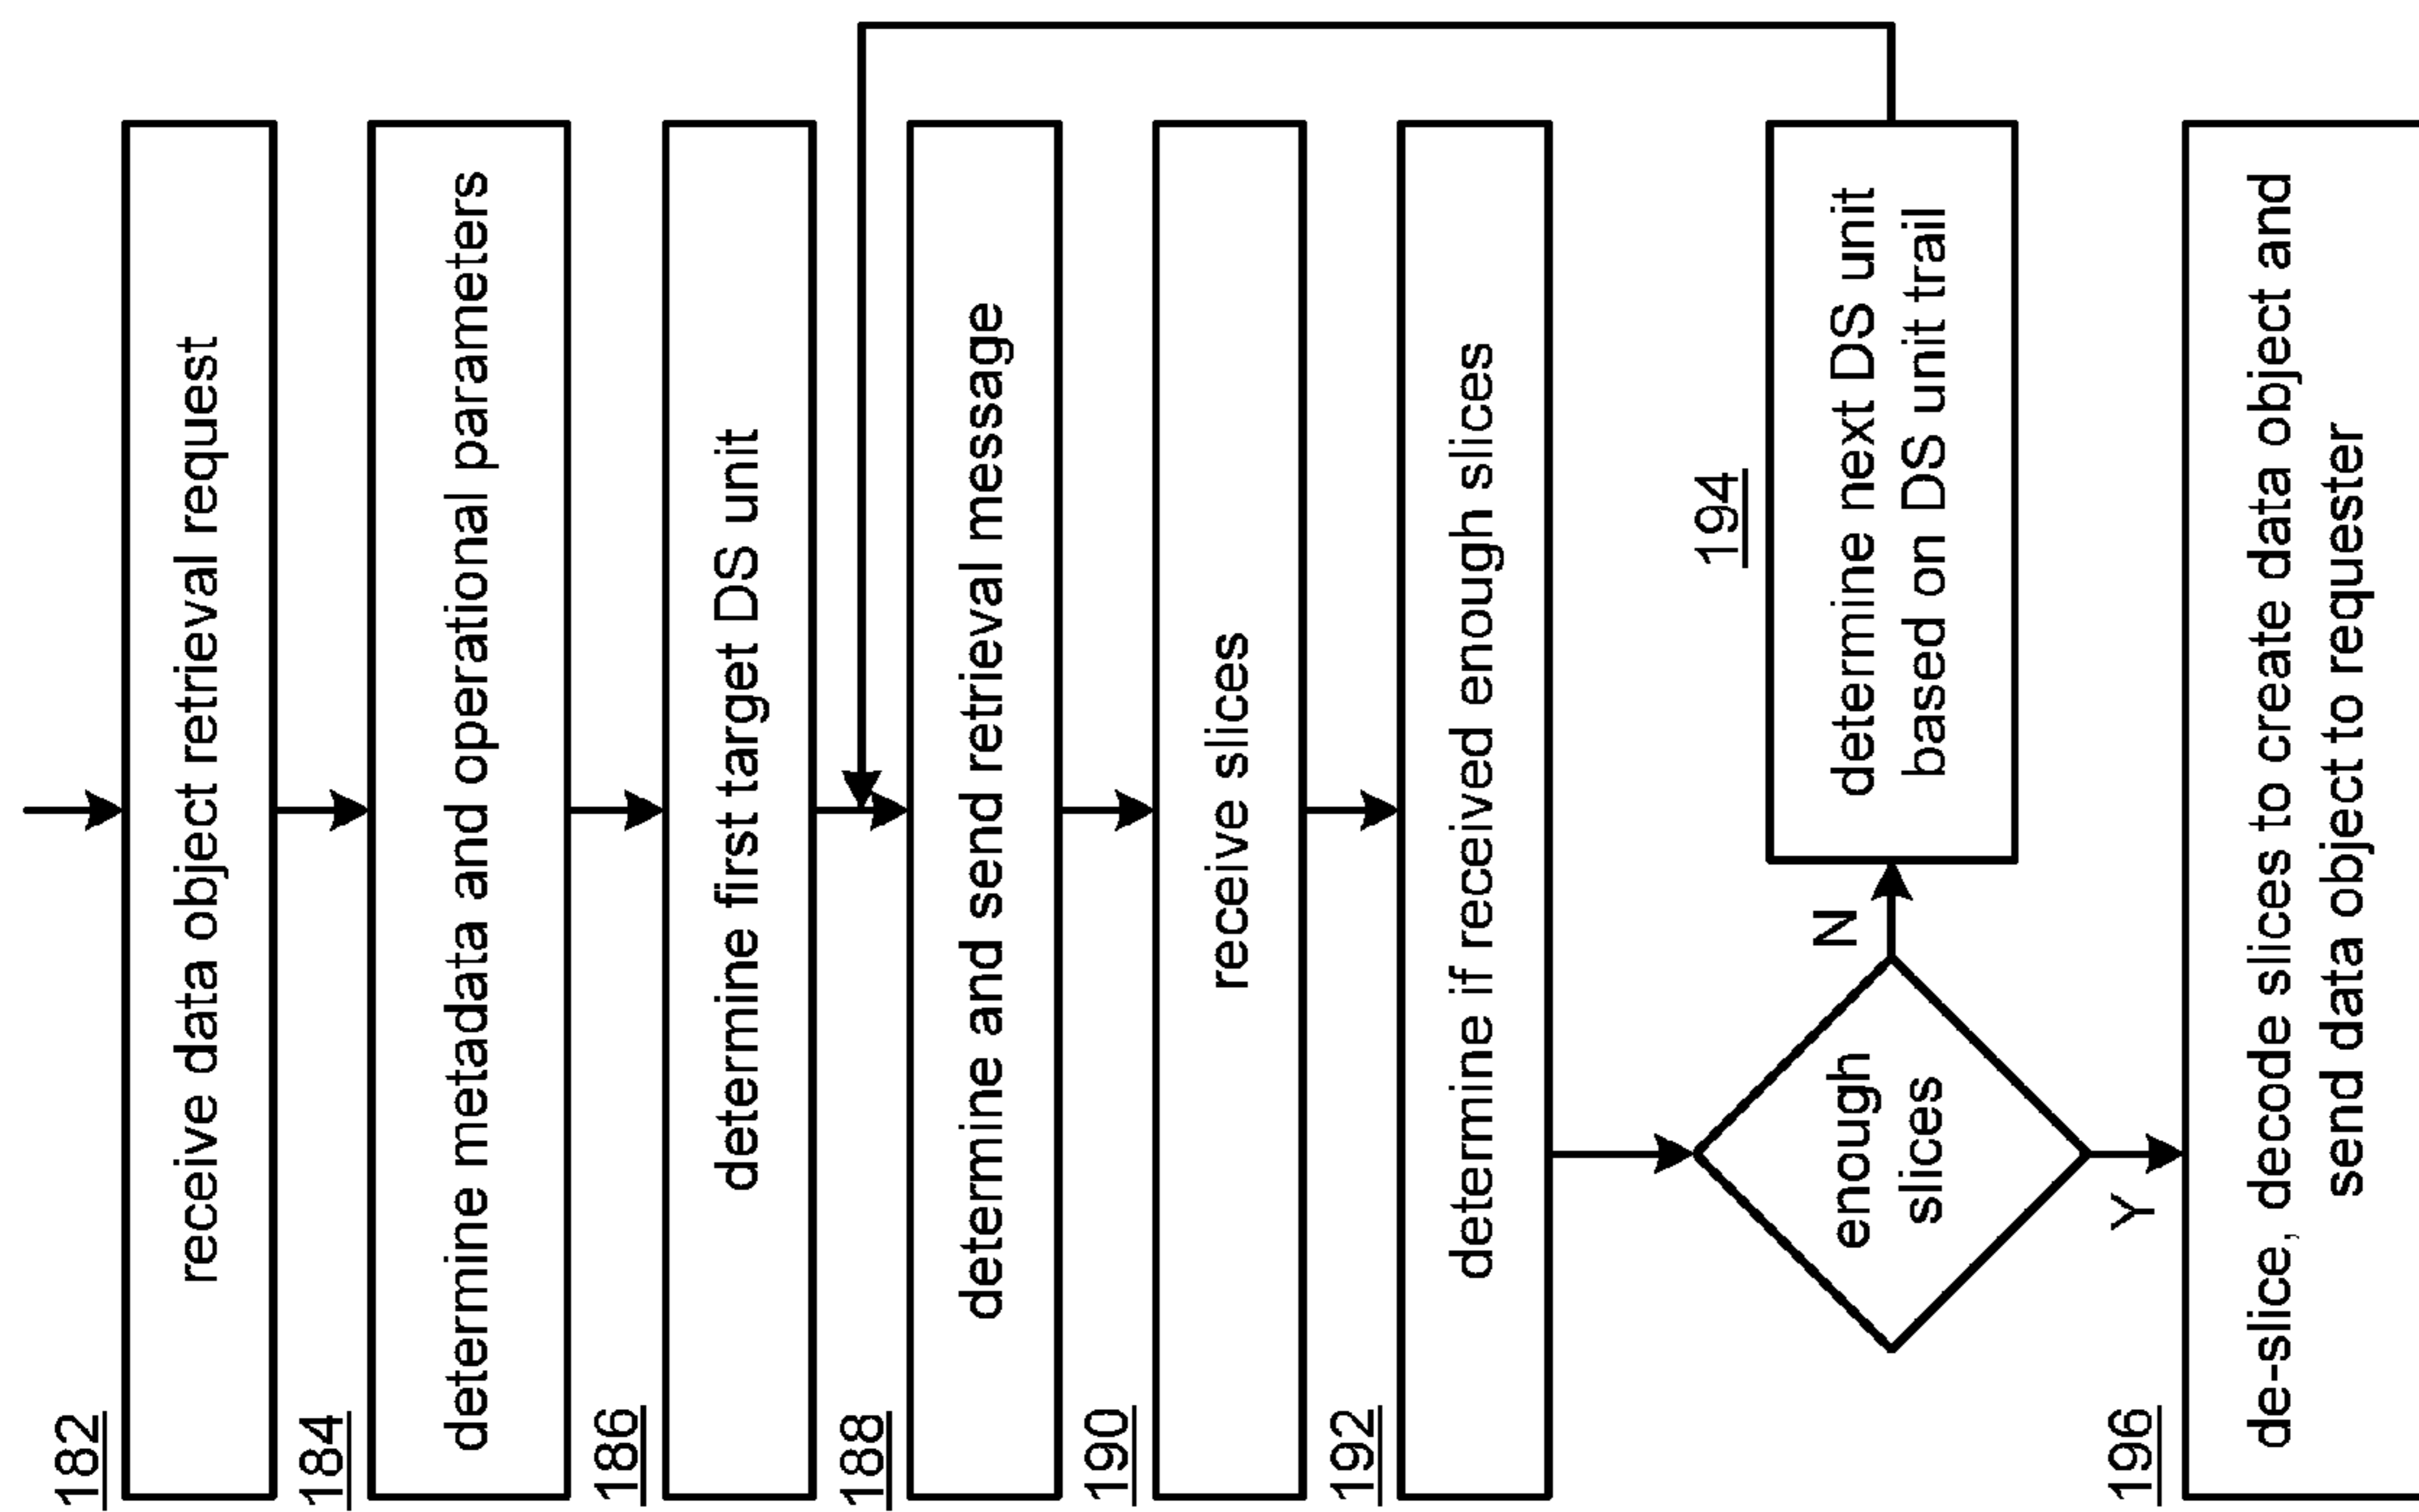 182
receive data object retrieval request
184
determine metadata and operational parameters
186
determine first target DS unit
188
determine and send retrieval message
190
receive slices
192
determine if received enough slices
enough
slices
N
194
determine next DS unit
based on DS unit trail
Y
196
de-slice, decode slices to create data object and
send data object to requester